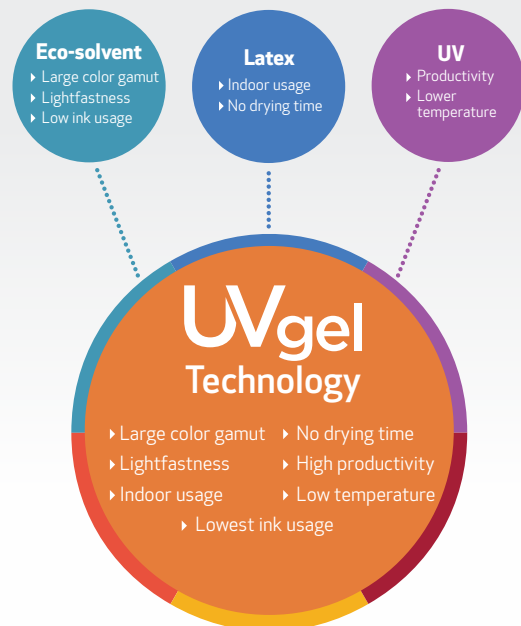 Eco-solvent
Large color gamut
Lightfastness
Low ink usage
Latex
Indoor usage
No drying time
UV
Productivity
Lower
temperature
UVgel
Technology
Large color gamut
Lightfastness
Indoor usage
No drying time
High productivity
Low temperature
Lowest ink usage